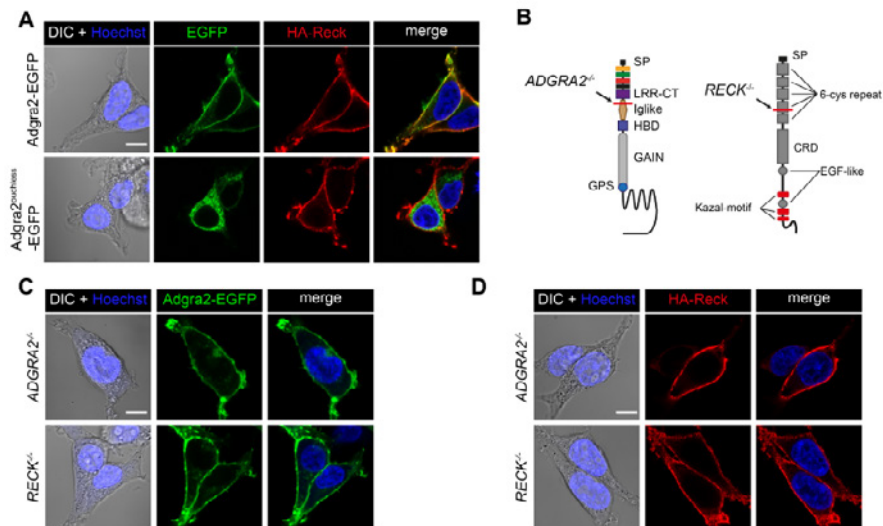 A
DIC + Hoechst EGFP HA-Reck merge
Adgra2-EGFP
Adgra2ouchless
-EGFP
B
SP
ADGRA2-/-
LRR-CT
Iglike
HBD
GAIN
GPS
SP
RECK-/-
6-cys repeat
CRD
EGF-like
Kazal-motif
C
DIC + Hoechst Adgra2-EGFP merge
ADGRA2-/-
RECK-/-
D
DIC + Hoechst HA-Reck merge
ADGRA2-/-
RECK-/-